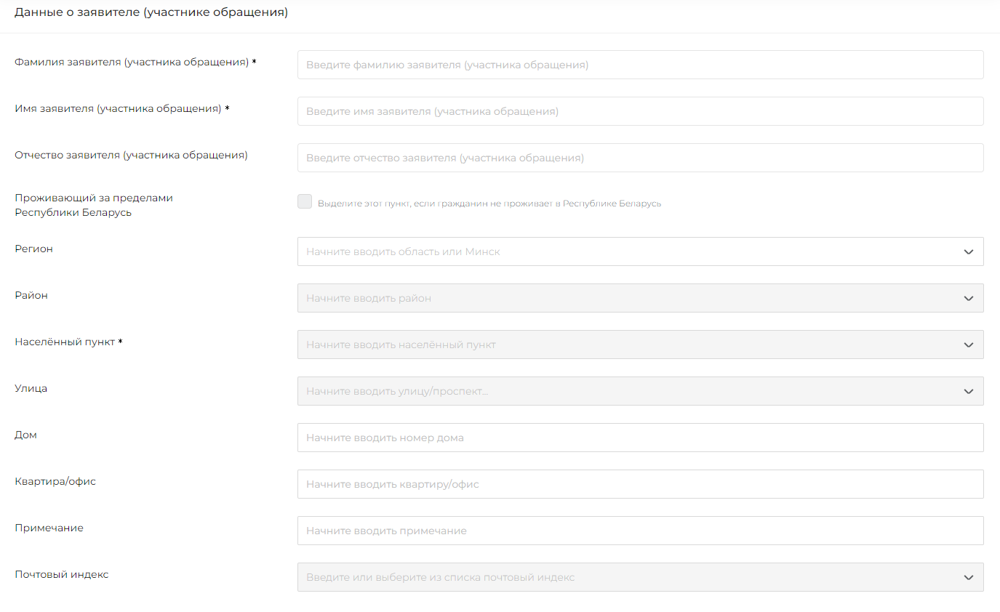 Данные о заявителе (участнике обращения)
Фамилия заявителя (участника обращения) *
Введите фамилию заявителя (участника обращения)
Имя заявителя (участника обращения) *
Введите имя заявителя (участника обращения)
Отчество заявителя (участника обращения)
Введите отчество заявителя (участника обращения)
Проживающий за пределами
Республики Беларусь
Выделите этот пункт, если гражданин не проживает в Республике Беларусь
Регион
Начните вводить область или Минск
Район
Начните вводить район
Населённый пункт *
Начните вводить населённый пункт
Улица
Начните вводить улицу/проспект...
Дом
Начните вводить номер дома
Квартира/офис
Начните вводить квартиру/офис
Примечание
Начните вводить примечание
Почтовый индекс
Введите или выберите из списка почтовый индекс